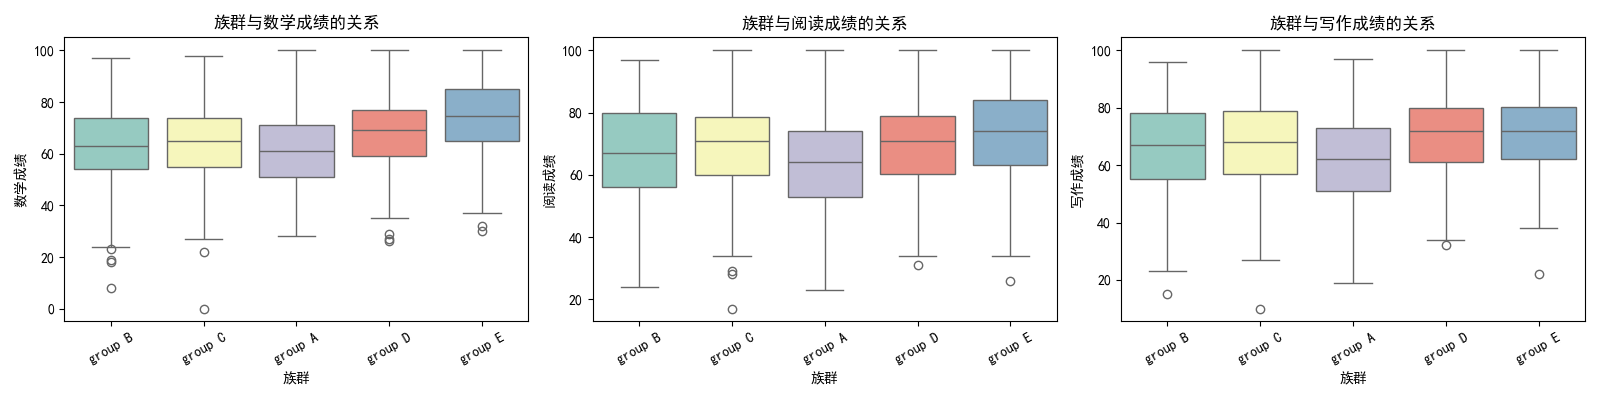 族群与数学成绩的关系
数学成绩
100
80
60
40
20
0
group B
group C
group A
group D
group E
族群
族群与阅读成绩的关系
阅读成绩
100
80
60
40
20
group B
group C
group A
group D
group E
族群
族群与写作成绩的关系
写作成绩
100
80
60
40
20
group B
group C
group A
group D
group E
族群